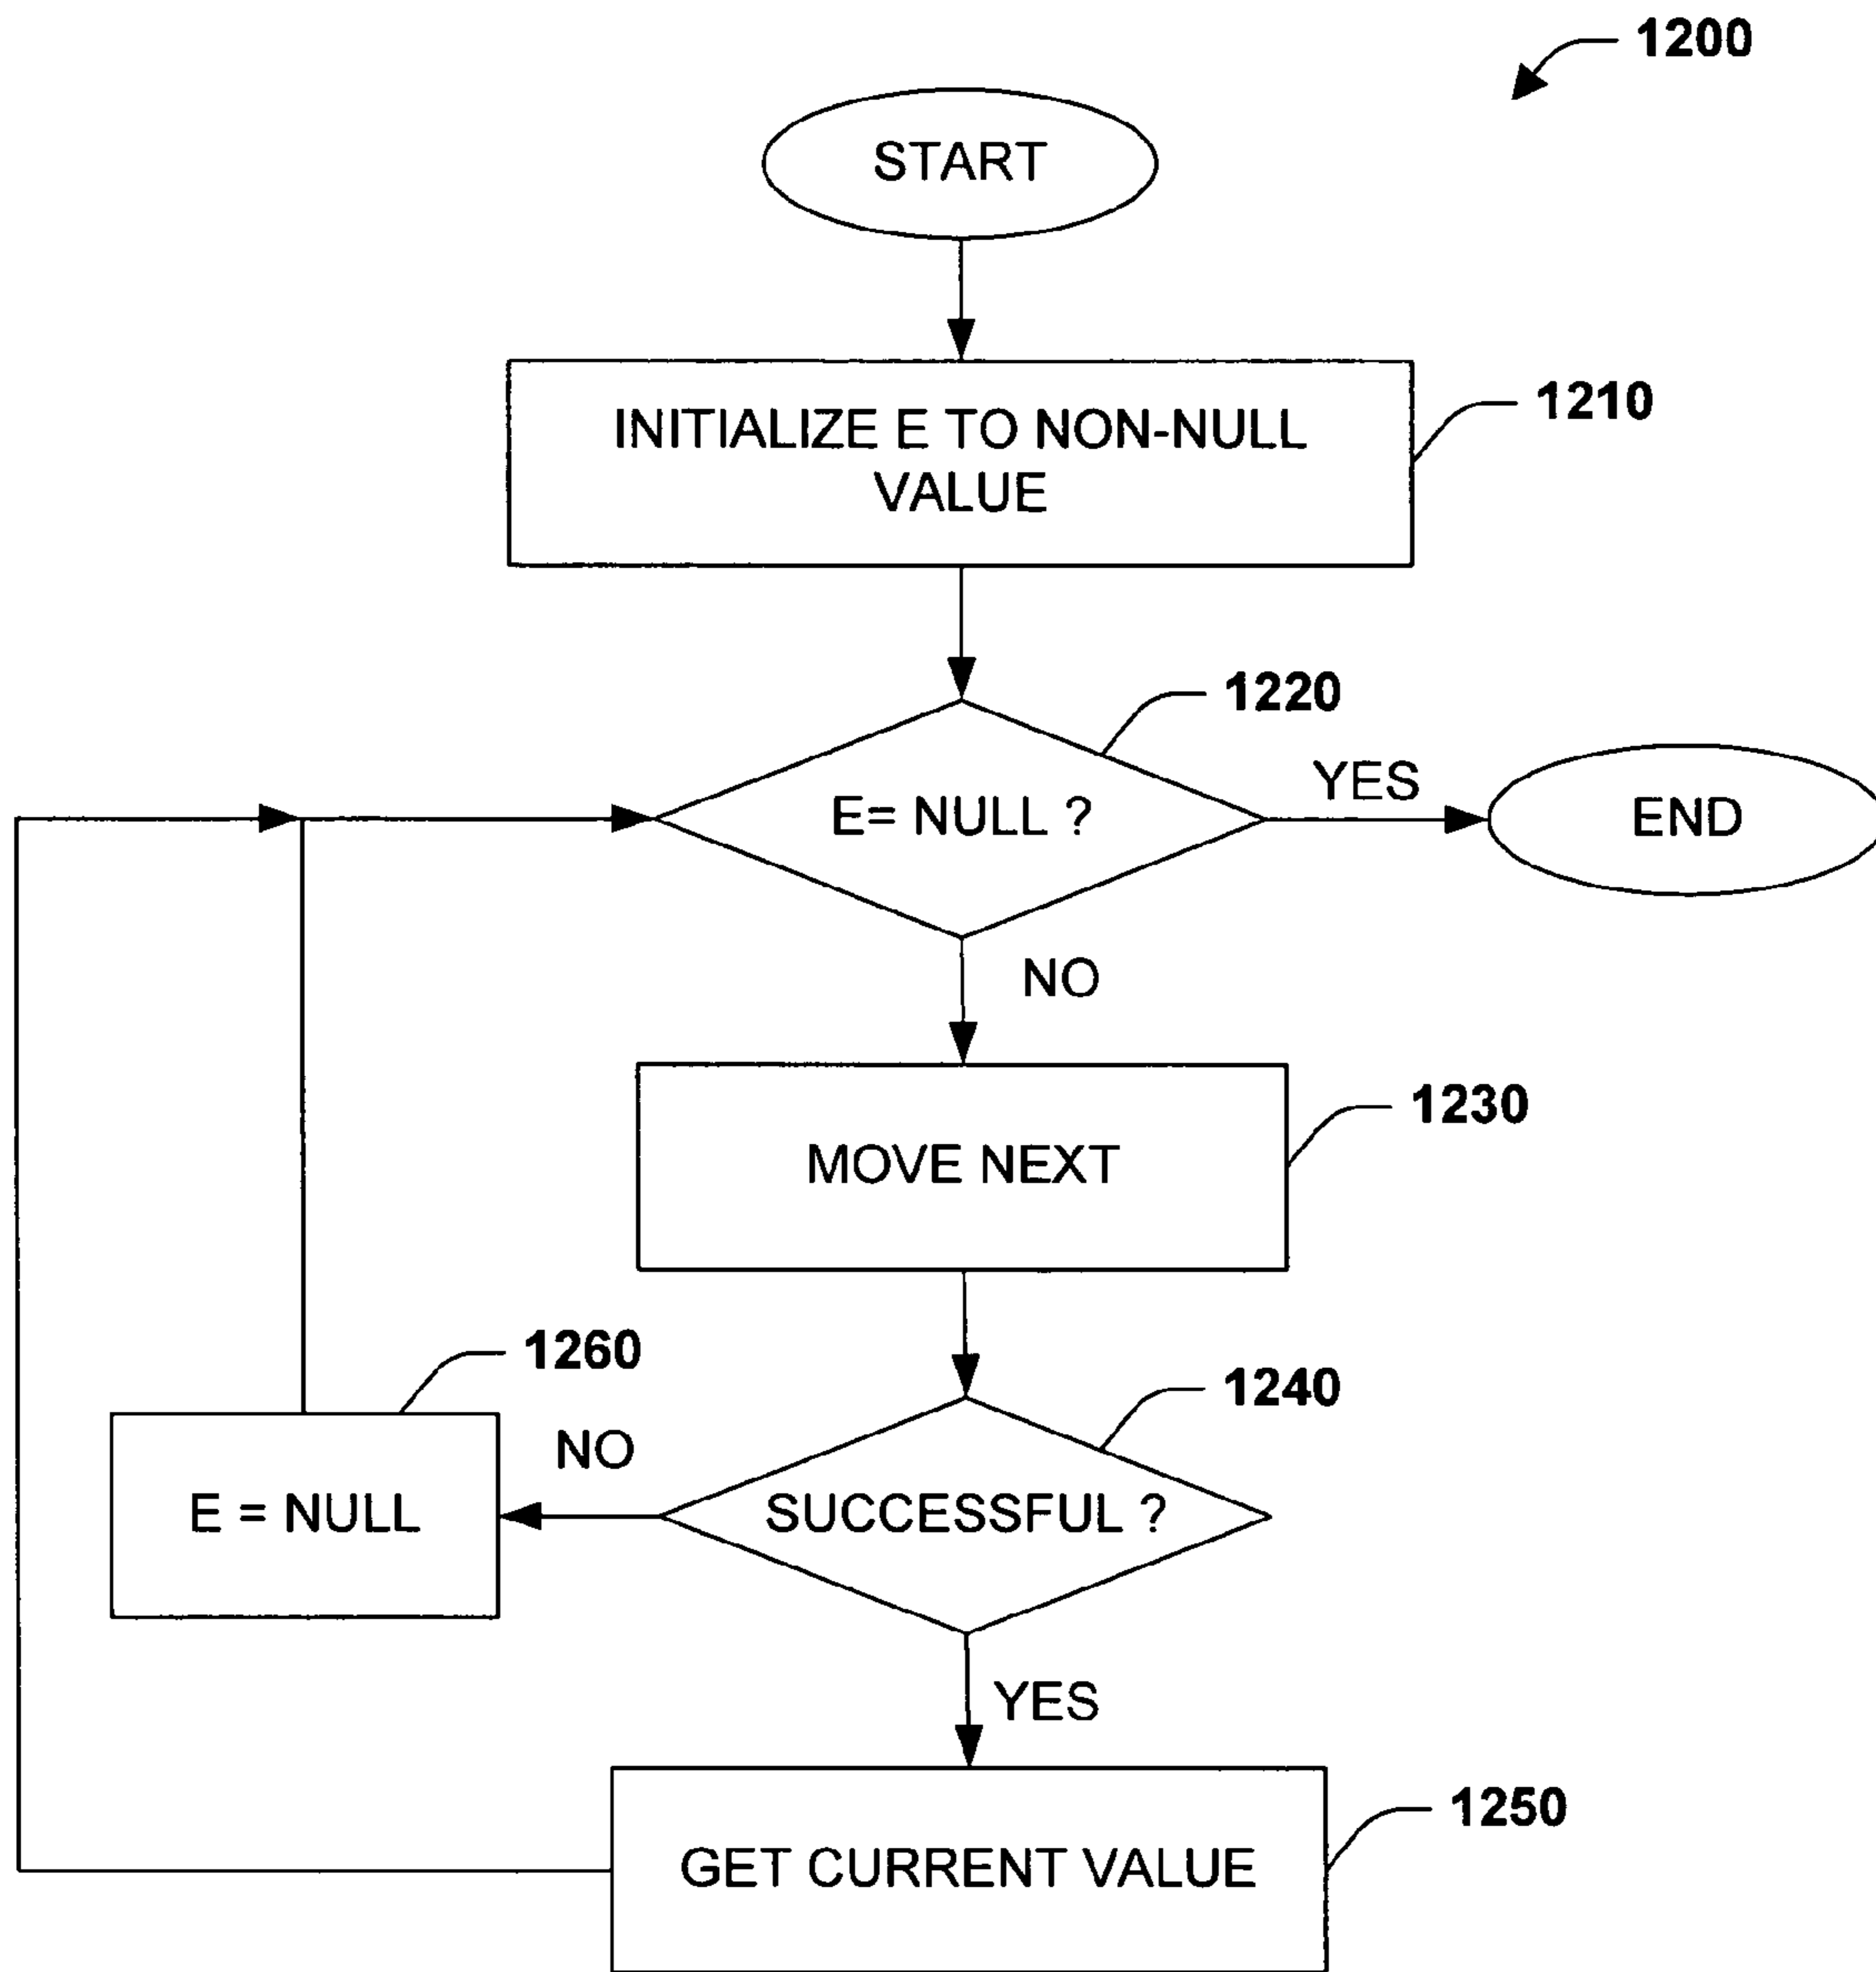 1200
START
INITIALIZE E TO NON-NULL
VALUE
1210
1220
E= NULL ?
YES
END
NO
MOVE NEXT
1230
1260
1240
E = NULL
NO
SUCCESSFUL ?
YES
GET CURRENT VALUE
1250